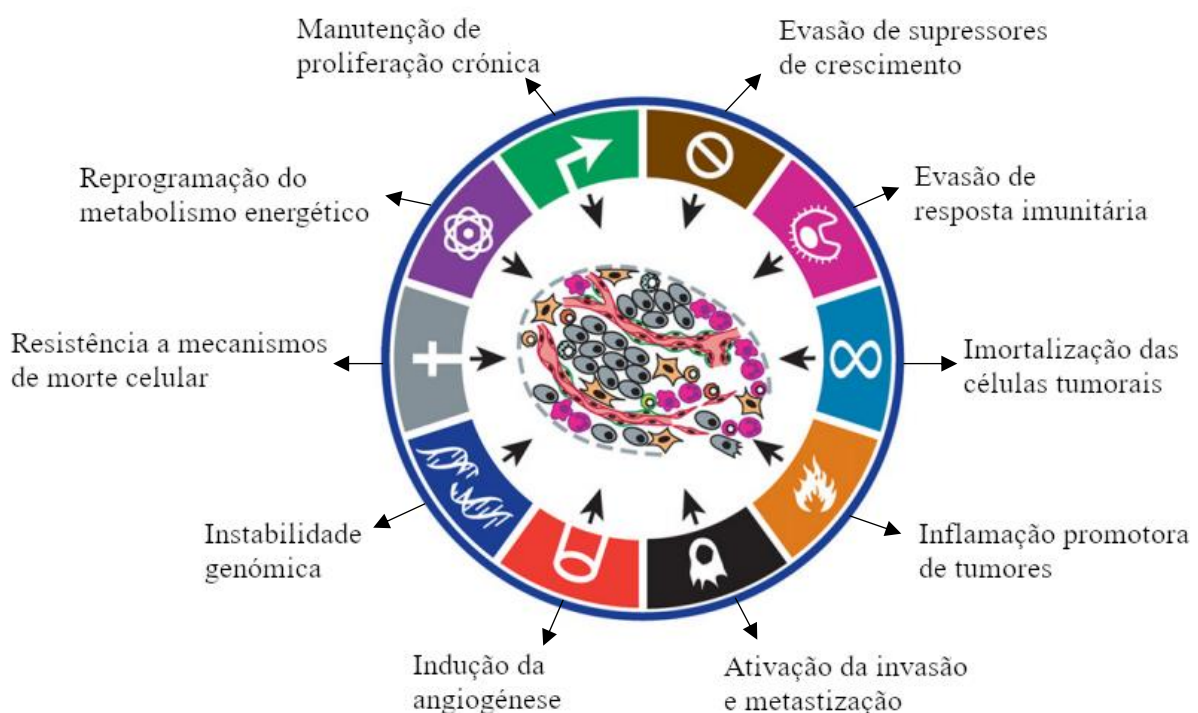 Manutenção de
proliferação crónica
Evasão de supressores
de crescimento
Reprogramação do
metabolismo energético
Evasão de
resposta imunitária
Resistência a mecanismos
de morte celular
Imortalização das
células tumorais
Instabilidade
genómica
Inflamação promotora
de tumores
Indução da
angiogénese
Ativação da invasão
e metastização